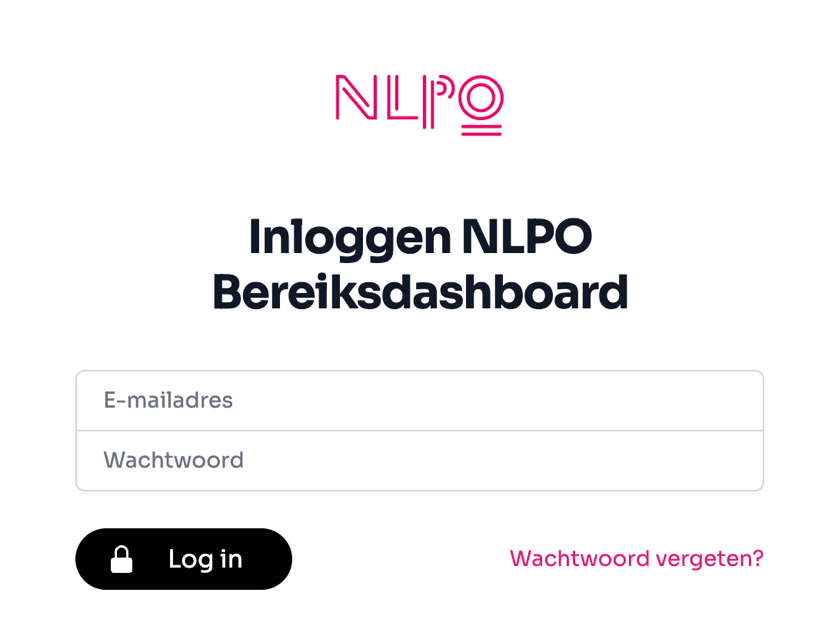 NLPO
Inloggen NLPO
Bereiksdashboard
E-mailadres
Wachtwoord
Log in
Wachtwoord vergeten?